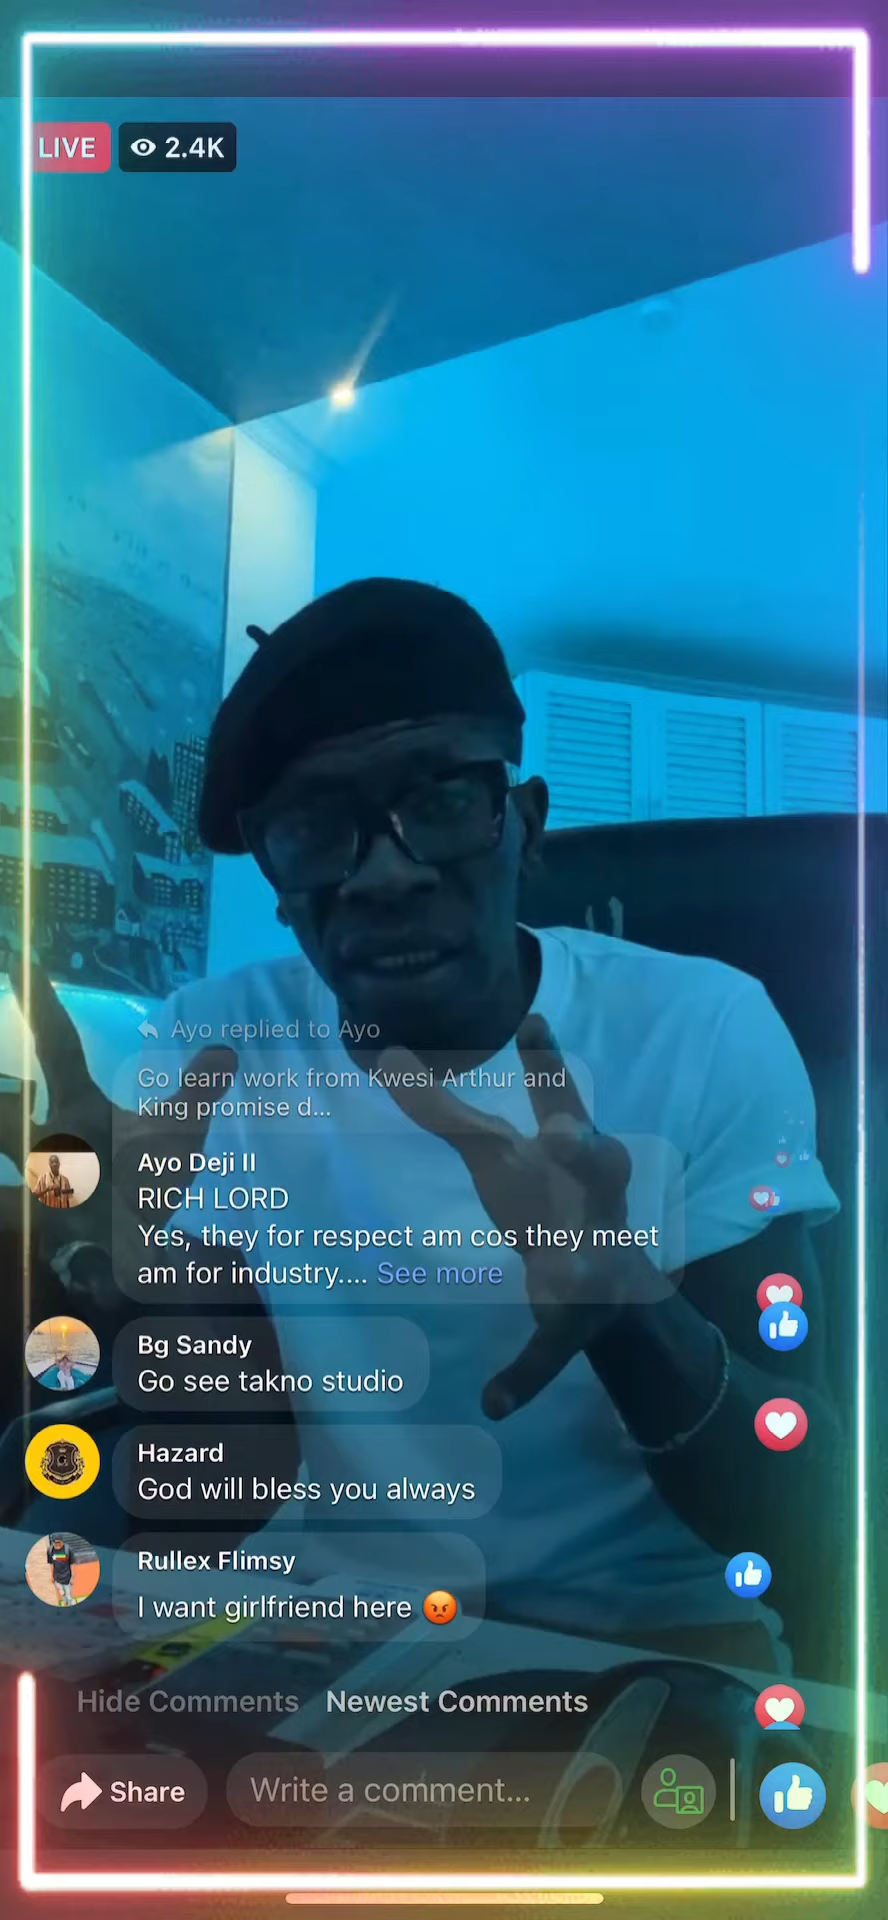 LIVE
2.4K
Ayo replied to Ayo
Go learn work from Kwesi Arthur and
King promise d...
Ayo Deji II
RICH LORD
Yes, they for respect am cos they meet
am for industry.... See more
Bg Sandy
Go see takno studio
Hazard
God will bless you always
Rullex Flimsy
I want girlfriend here 😡
Hide Comments Newest Comments
Share Write a comment...